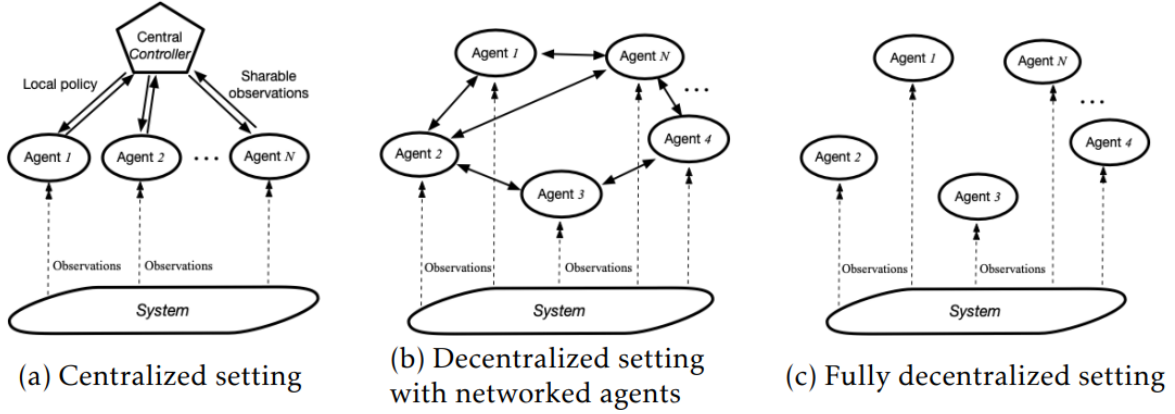 Central
Controller
Local policy
Sharable
observations
Agent 1
Agent 2
...
Agent N
Observations
Observations
System
(a) Centralized setting
Agent 1
Agent N
...
Agent 2
Agent 4
Agent 3
Observations
Observations
System
(b) Decentralized setting
with networked agents
Agent 1
Agent N
...
Agent 2
Agent 4
Agent 3
Observations
Observations
System
(c) Fully decentralized setting